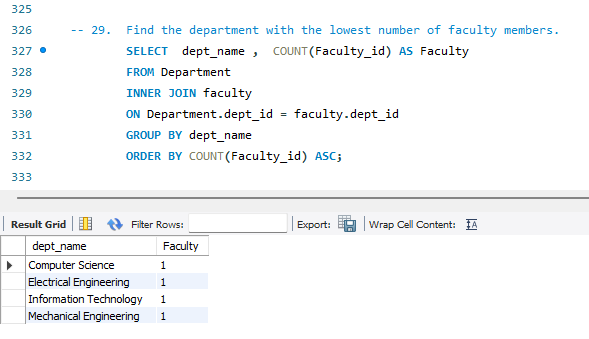 325
326 -- 29. Find the department with the lowest number of faculty members.
327 SELECT dept_name , COUNT(Faculty_id) AS Faculty
328 FROM Department
329 INNER JOIN faculty
330 ON Department.dept_id = faculty.dept_id
331 GROUP BY dept_name
332 ORDER BY COUNT(Faculty_id) ASC;
333
Result Grid Filter Rows: Export: Wrap Cell Content: IA
dept_name Faculty
Computer Science 1
Electrical Engineering 1
Information Technology 1
Mechanical Engineering 1